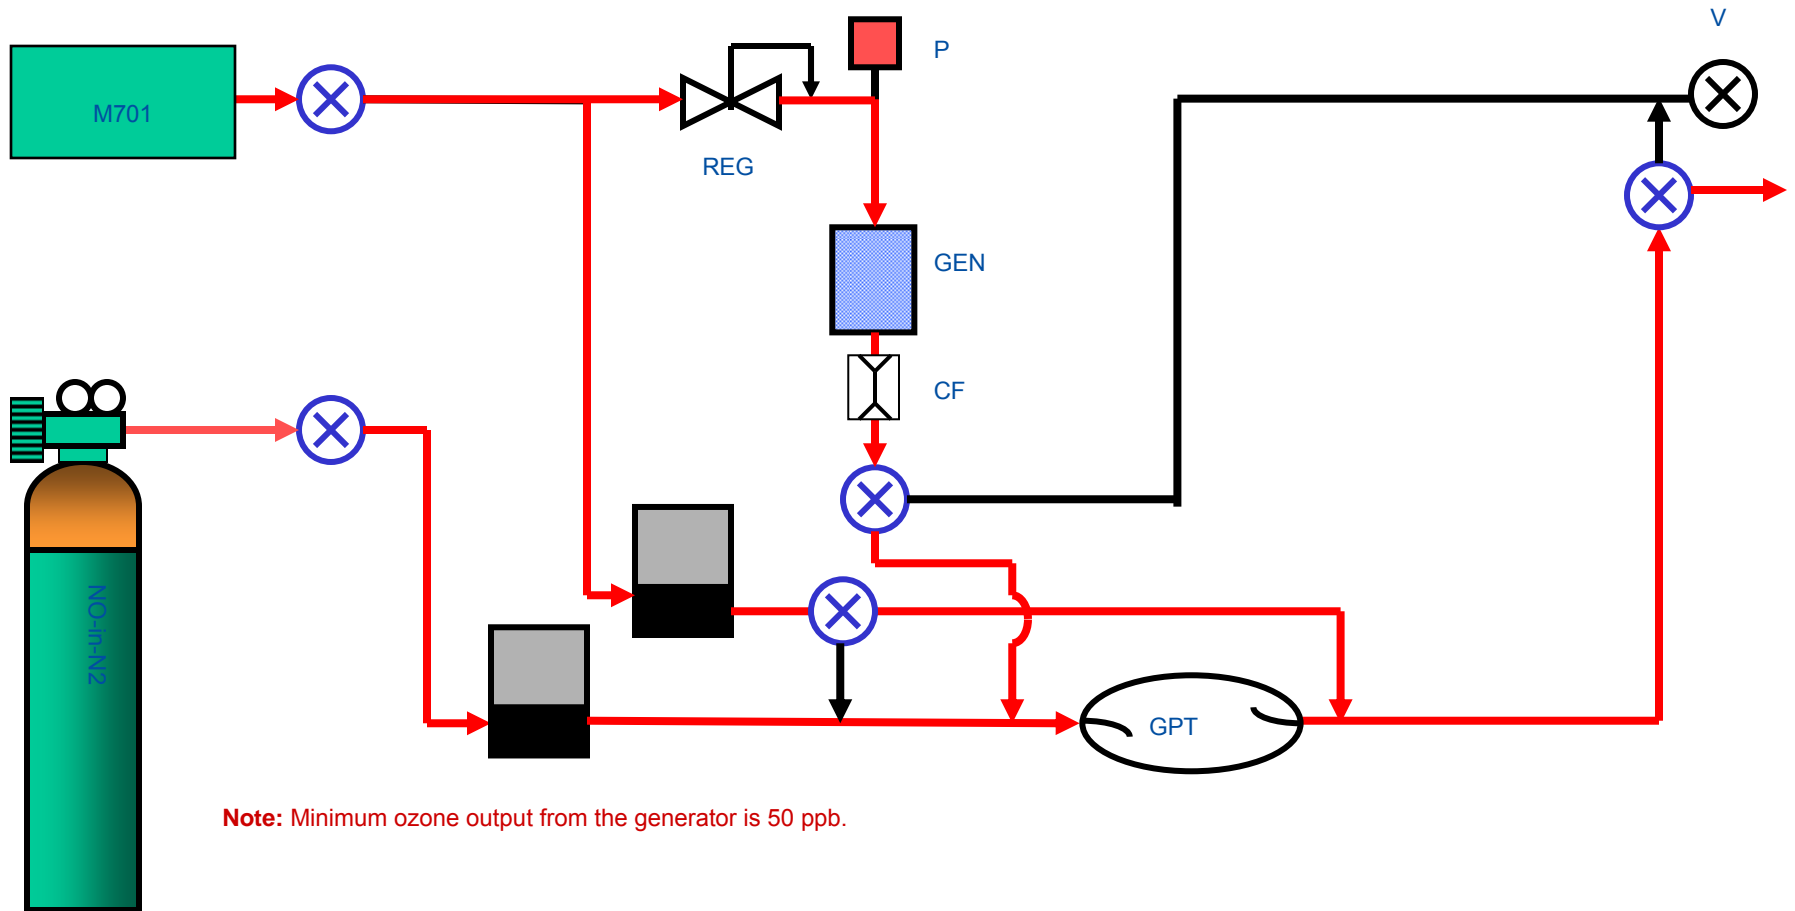 V
P
M701
REG
GEN
CF
NO-in-N2
GPT
Note: Minimum ozone output from the generator is 50 ppb.